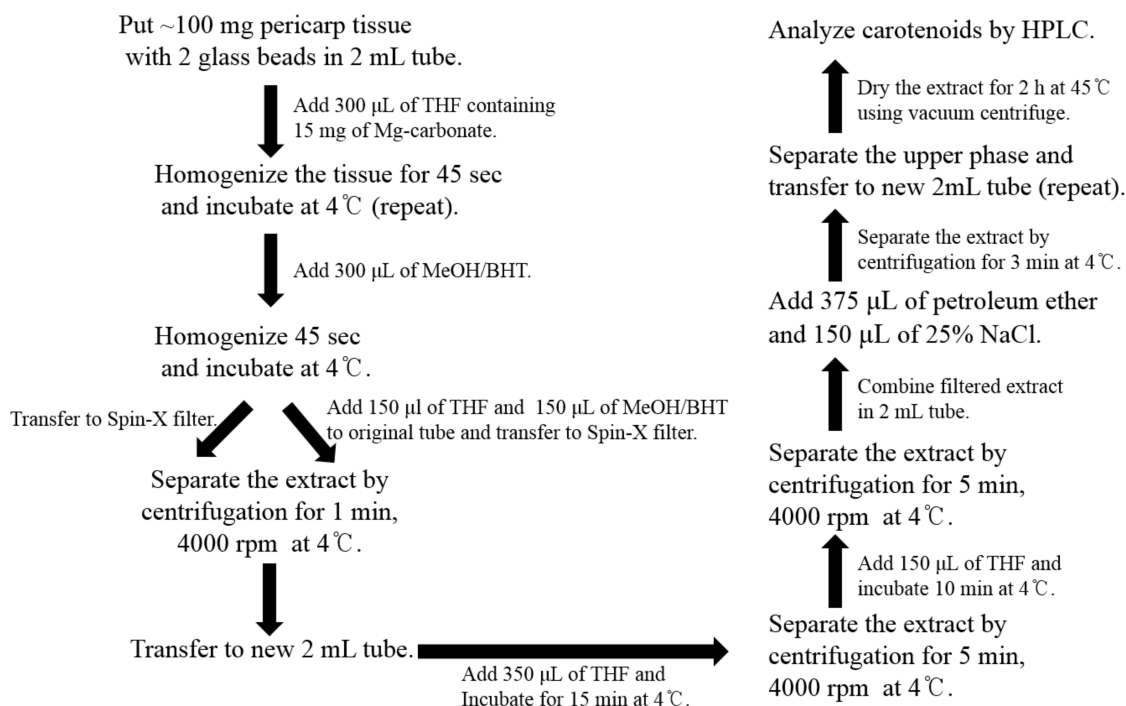 Put ~100 mg pericarp tissue
with 2 glass beads in 2 mL tube.
Add 300 μL of THF containing
15 mg of Mg-carbonate.
Homogenize the tissue for 45 sec
and incubate at 4℃ (repeat).
Add 300 μL of MeOH/BHT.
Homogenize 45 sec
and incubate at 4℃.
Transfer to Spin-X filter.
Add 150 μl of THF and 150 μL of MeOH/BHT
to original tube and transfer to Spin-X filter.
Separate the extract by
centrifugation for 1 min,
4000 rpm at 4℃.
Transfer to new 2 mL tube.
Add 350 μL of THF and
Incubate for 15 min at 4℃.
Separate the extract by
centrifugation for 5 min,
4000 rpm at 4℃.
Add 150 μL of THF and
incubate 10 min at 4℃.
Separate the extract by
centrifugation for 5 min,
4000 rpm at 4℃.
Combine filtered extract
in 2 mL tube.
Add 375 μL of petroleum ether
and 150 μL of 25% NaCl.
Separate the extract by
centrifugation for 3 min at 4℃.
Separate the upper phase and
transfer to new 2mL tube (repeat).
Dry the extract for 2 h at 45℃
using vacuum centrifuge.
Analyze carotenoids by HPLC.